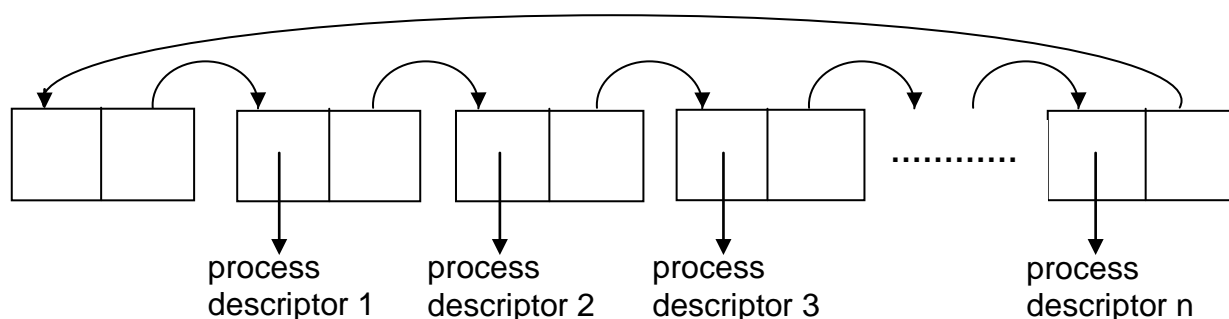 ............
process
descriptor 1
process
descriptor 2
process
descriptor 3
process
descriptor n